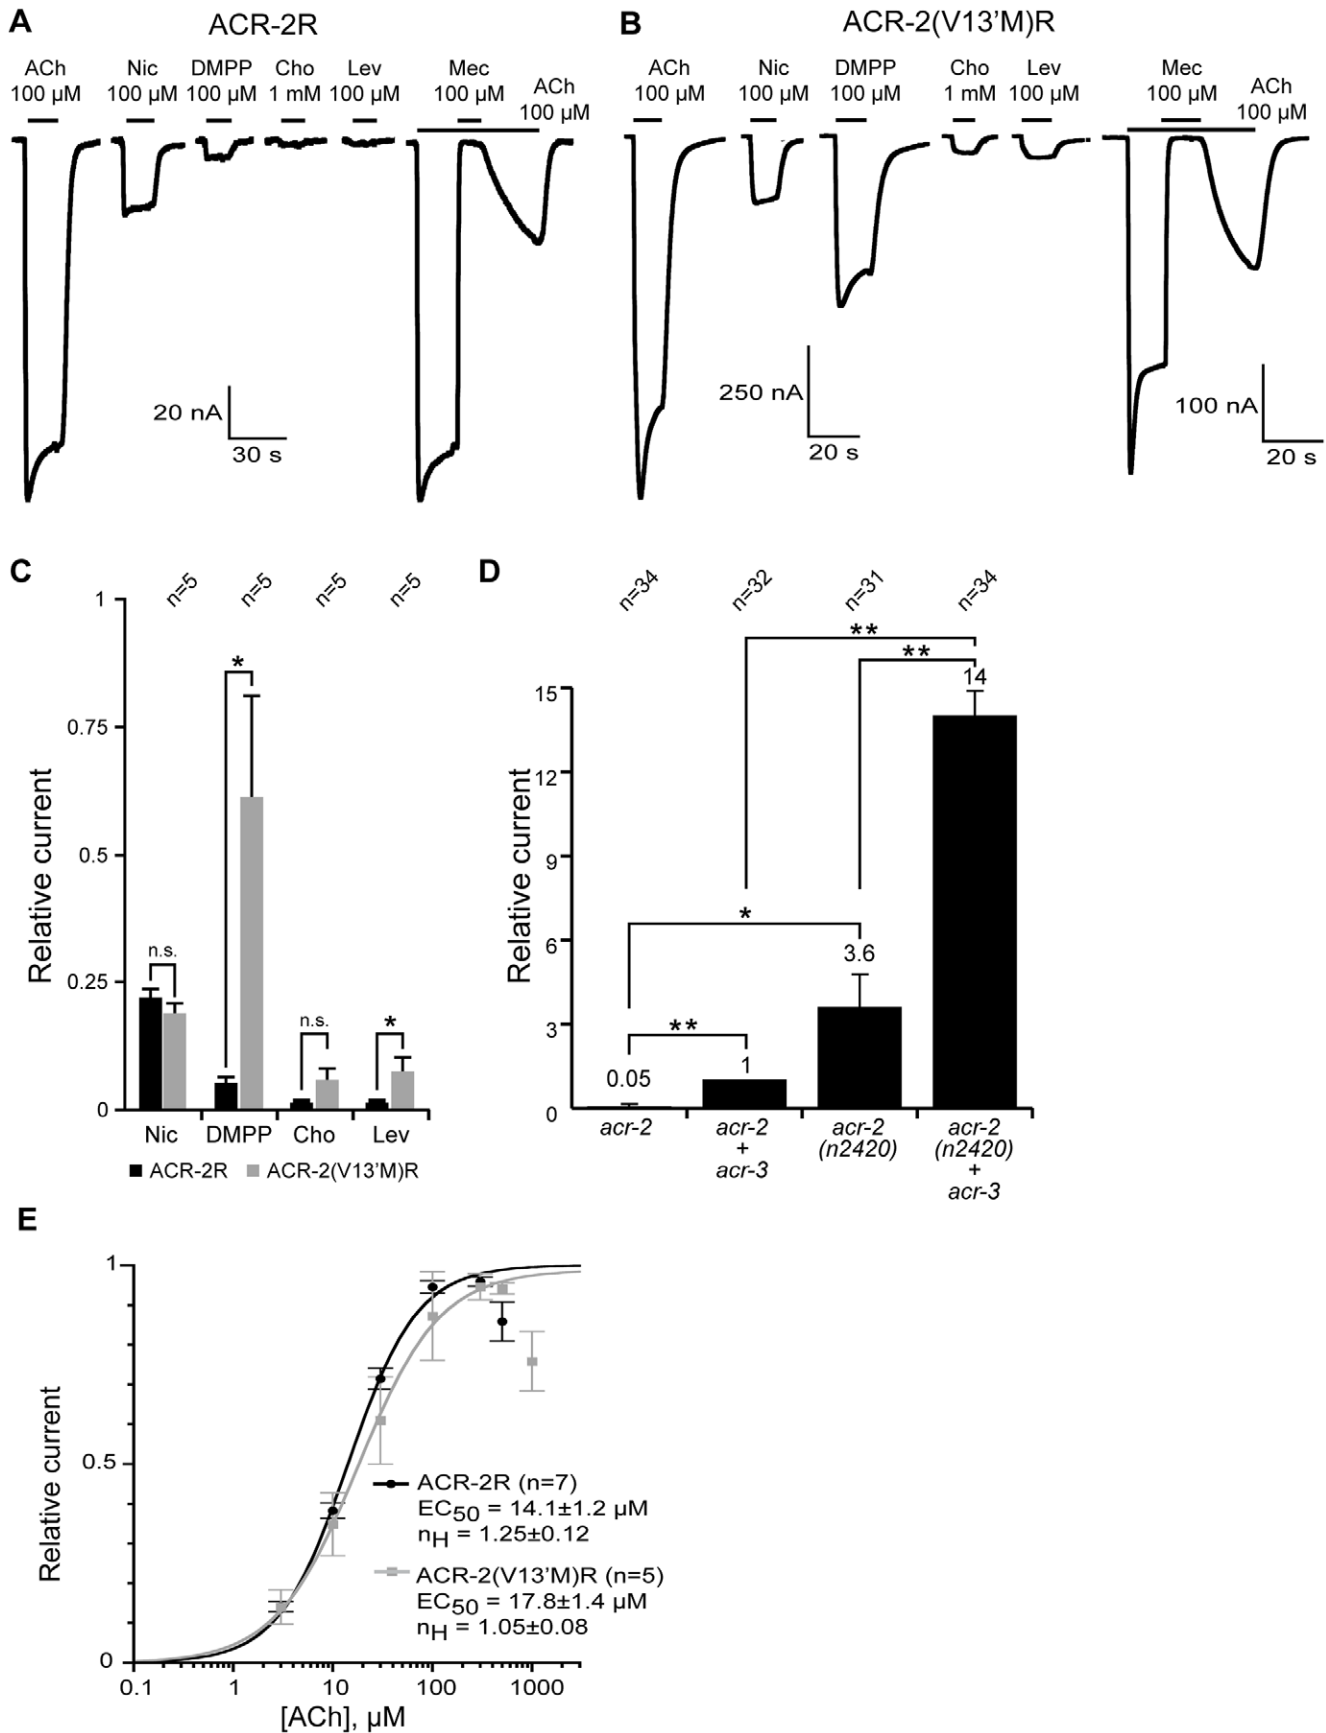 A
ACR-2R
ACh
100 µM
Nic
100 µM
DMPP
100 µM
Cho
1 mM
Lev
100 µM
Mec
100 µM
ACh
100 µM
20 nA
30 s
B
ACR-2(V13'M)R
ACh
100 µM
Nic
100 µM
DMPP
100 µM
Cho
1 mM
Lev
100 µM
Mec
100 µM
ACh
100 µM
250 nA
20 s
100 nA
20 s
C
n=5
n=5
n=5
n=5
Relative current
1
0.75
0.5
0.25
0
n.s.
*
n.s.
*
Nic
DMPP
Cho
Lev
ACR-2R
ACR-2(V13'M)R
D
n=34
n=32
n=31
n=34
Relative current
15
12
9
6
3
0
**
**
*
**
0.05
1
3.6
14
acr-2
acr-2
+
acr-3
acr-2
(n2420)
acr-2
(n2420)
+
acr-3
E
Relative current
1
0.5
0
ACR-2R (n=7)
EC50 = 14.1±1.2 µM
nH = 1.25±0.12
ACR-2(V13'M)R (n=5)
EC50 = 17.8±1.4 µM
nH = 1.05±0.08
0.1
1
10
100
1000
[ACh], µM